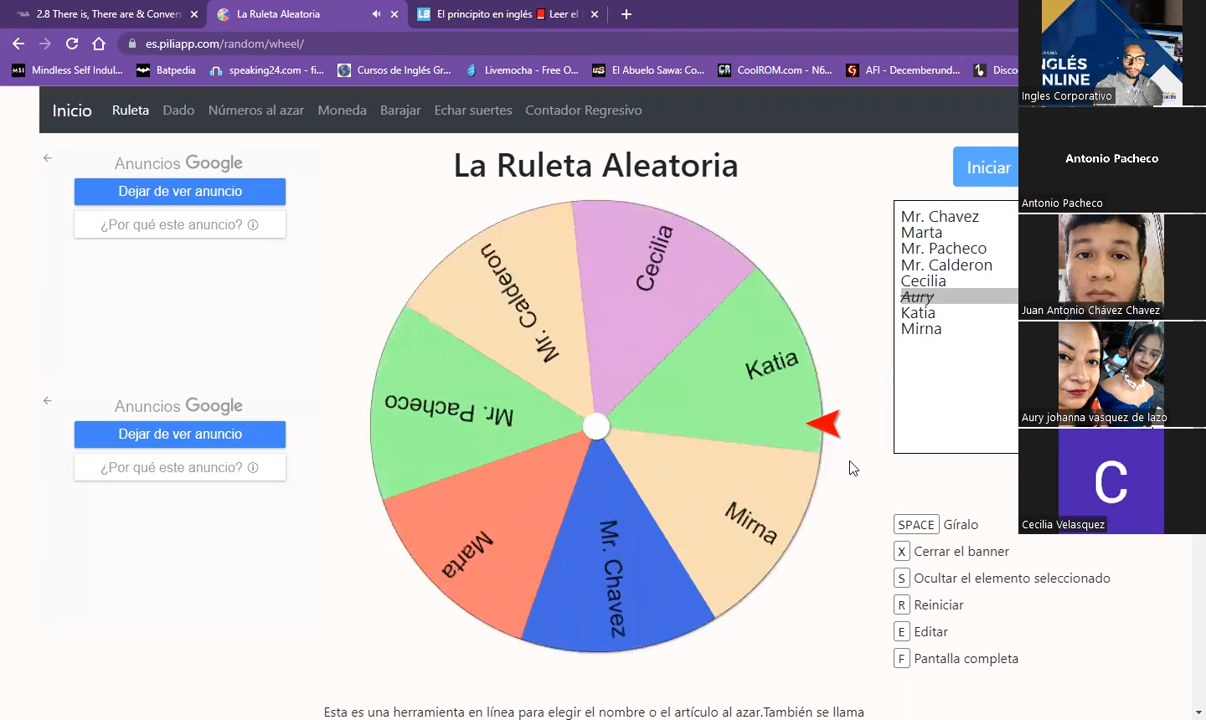 2.8 There is, There are & Convers
La Ruleta Aleatoria
El principito en inglés 📕 Leer el
es.piliapp.com/random/wheel/
Mindless Self Indul...
Batpedia
speaking24.com - fi...
Cursos de Inglés Gr...
Livemocha - Free O...
El Abuelo Sawa: Co...
CoolROM.com - N6...
AFI - Decemberund...
Disco
Inicio
Ruleta
Dado
Números al azar
Moneda
Barajar
Echar suertes
Contador Regresivo
Anuncios Google
Dejar de ver anuncio
¿Por qué este anuncio?
Anuncios Google
Dejar de ver anuncio
¿Por qué este anuncio?
La Ruleta Aleatoria
Iniciar
Cecilia
Katia
Mirna
Mr. Chavez
Marta
Mr. Pacheco
Mr. Calderon
Mr. Chavez
Marta
Mr. Pacheco
Mr. Calderon
Cecilia
Aury
Katia
Mirna
SPACE Gíralo
X Cerrar el banner
S Ocultar el elemento seleccionado
R Reiniciar
E Editar
F Pantalla completa
Esta es una herramienta en línea para elegir el nombre o el artículo al azar.También se llama
NGLÉS
NLINE
Ingles Corporativo
Antonio Pacheco
Antonio Pacheco
Juan Antonio Chávez Chavez
Aury johanna vasquez de lazo
C
Cecilia Velasquez